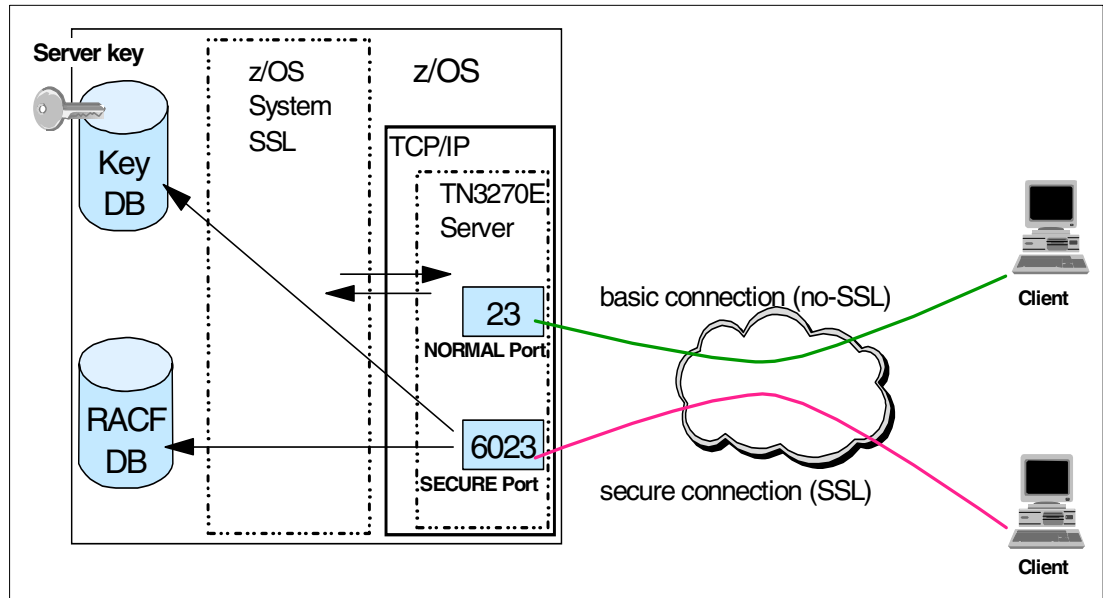 Server key
z/OS
System
SSL
z/OS
Key
DB
TCP/IP
TN3270E
Server
23
NORMAL Port
basic connection (no-SSL)
Client
RACF
DB
6023
SECURE Port
secure connection (SSL)
Client